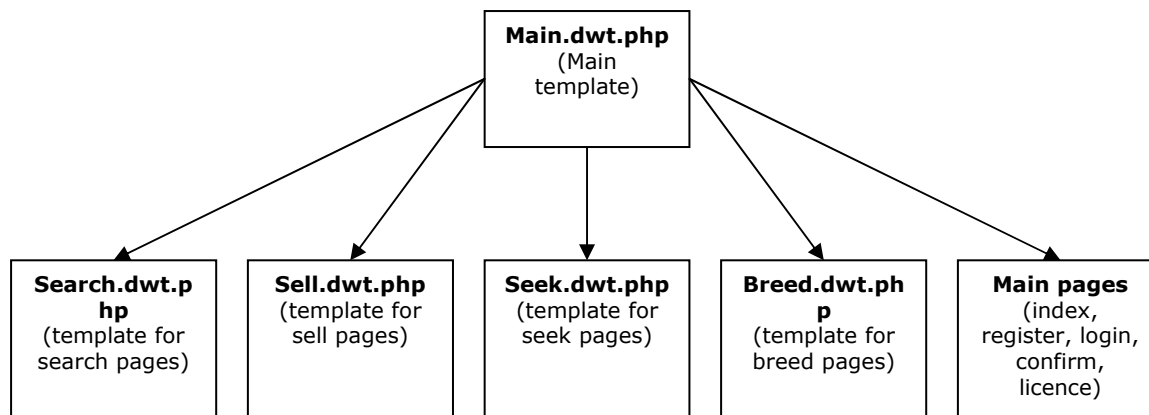 Main.dwt.php
(Main
template)
Search.dwt.p
hp
(template for
search pages)
Sell.dwt.php
(template for
sell pages)
Seek.dwt.php
(template for
seek pages)
Breed.dwt.ph
p
(template for
breed pages)
Main pages
(index,
register, login,
confirm,
licence)